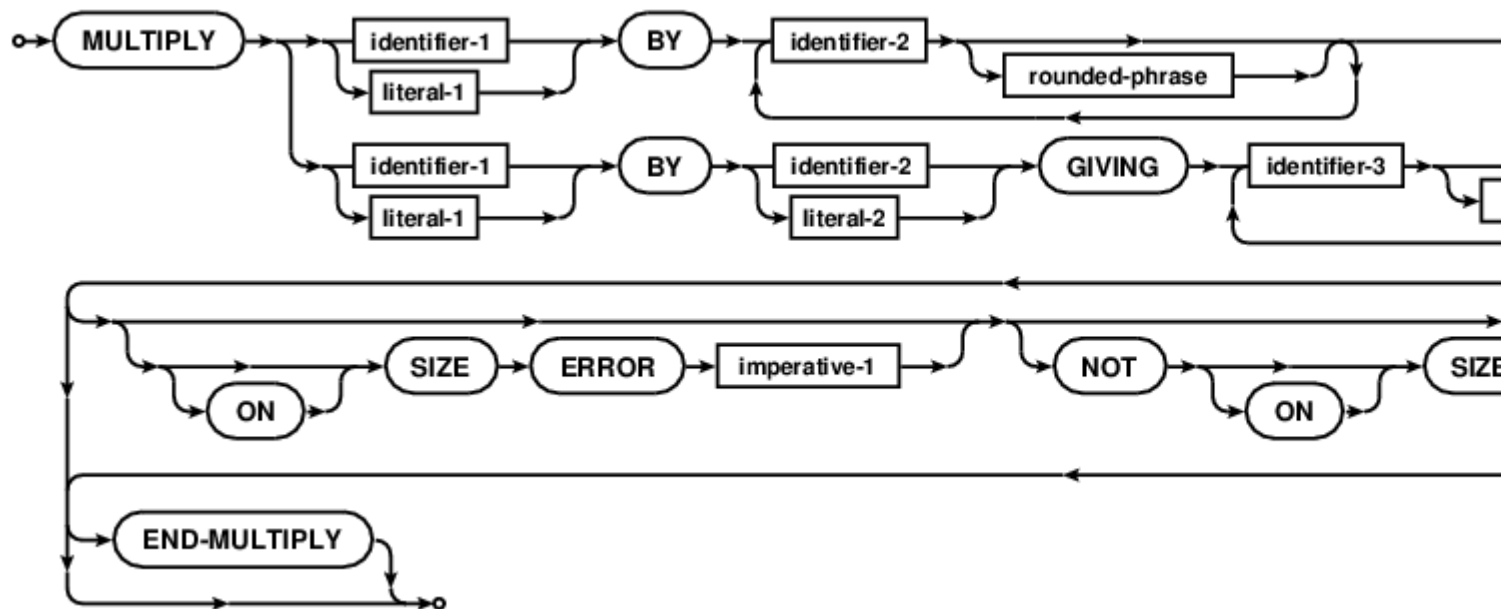 MULTIPLY identifier-1 BY identifier-2
literal-1 rounded-phrase
identifier-1 BY identifier-2 GIVING identifier-3
literal-1 literal-2
SIZE ERROR imperative-1 NOT SIZE
ON ON
END-MULTIPLY